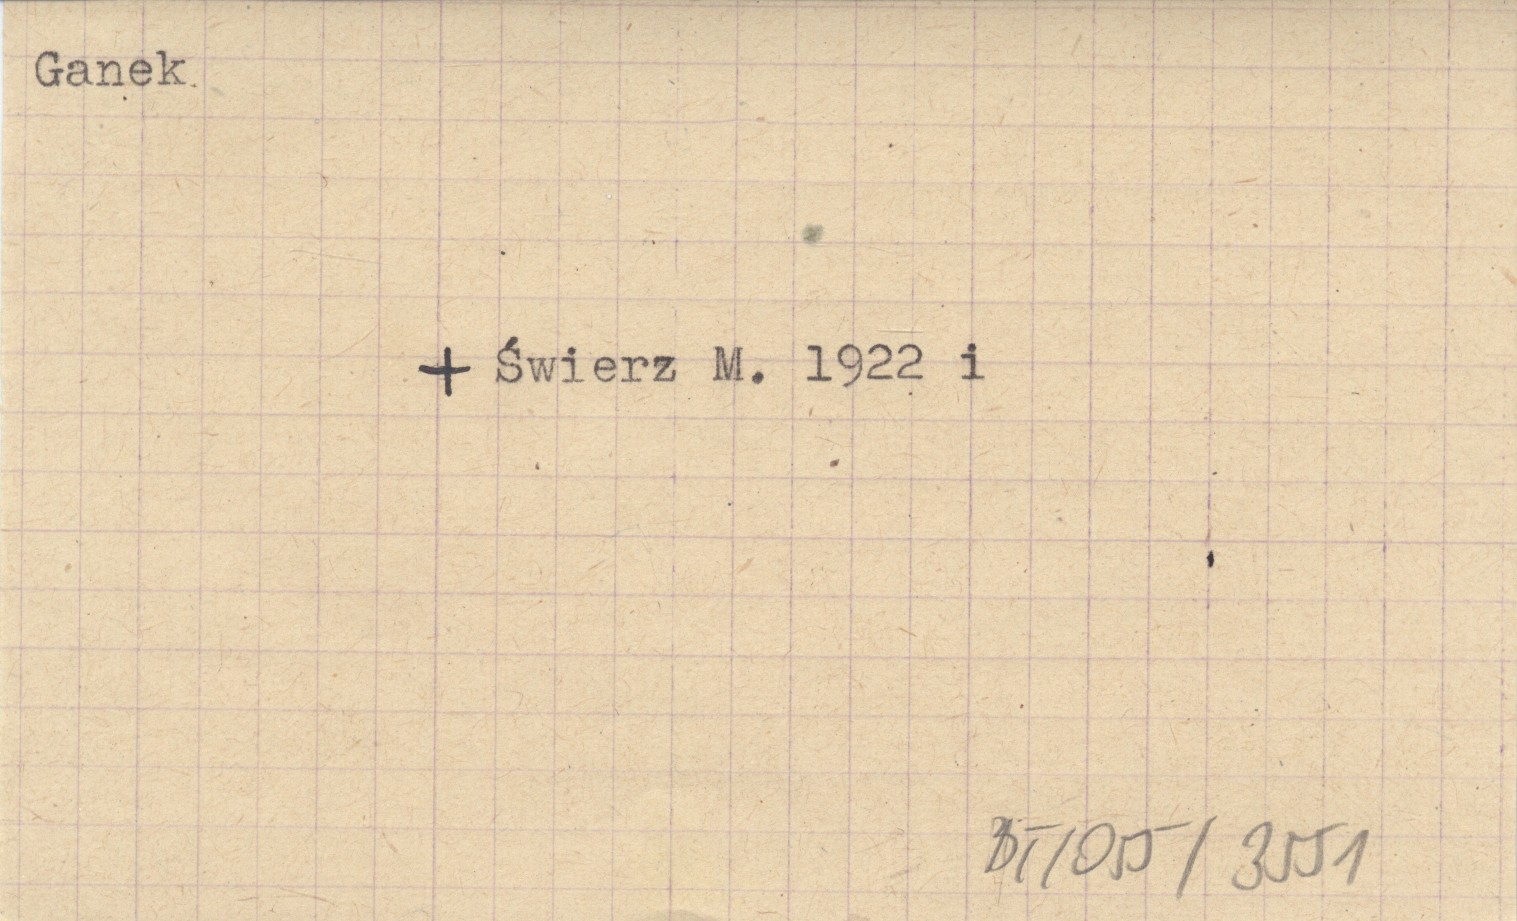 Ganek
+ Świerz M. 1922 i
BT/055/3551